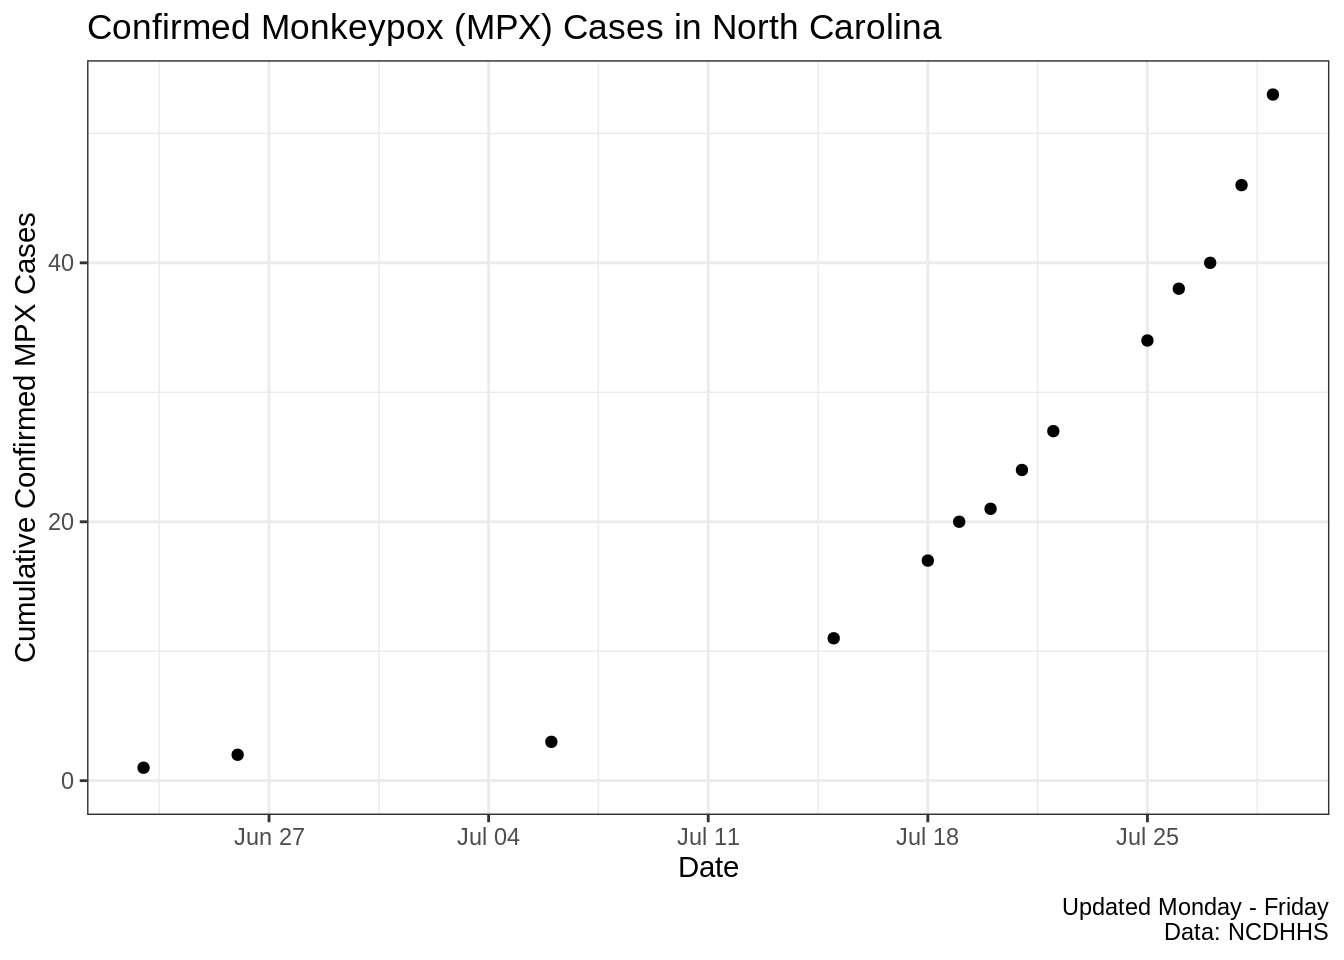 Confirmed Monkeypox (MPX) Cases in North Carolina
Cumulative Confirmed MPX Cases
40
20
0
Jun 27
Jul 04
Jul 11
Jul 18
Jul 25
Date
Updated Monday - Friday
Data: NCDHHS